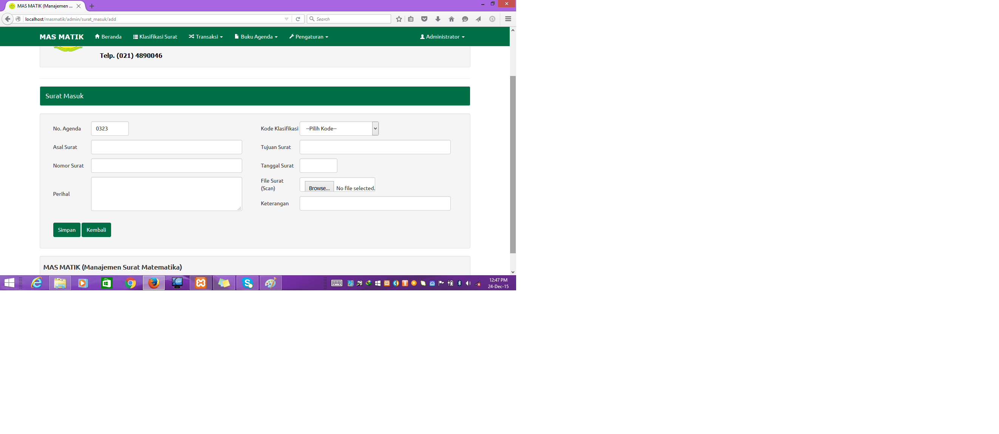 MAS MATIK (Manajemen ...
localhost/masmatik/admin/surat_masuk/add
Search
MAS MATIK Beranda Klasifikasi Surat Transaksi Buku Agenda Pengaturan Administrator
Telp. (021) 4890046
Surat Masuk
No. Agenda 0323 Kode Klasifikasi --Pilih Kode--
Asal Surat Tujuan Surat
Nomor Surat Tanggal Surat
File Surat
(Scan) Browse... No file selected.
Perihal
Keterangan
Simpan Kembali
MAS MATIK (Manajemen Surat Matematika)
12:47 PM
24-Dec-15